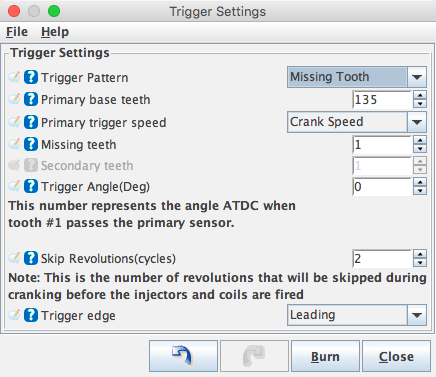 Trigger Settings
File Help
Trigger Settings
Trigger Pattern Missing Tooth
Primary base teeth 135
Primary trigger speed Crank Speed
Missing teeth 1
Secondary teeth 1
Trigger Angle(Deg) 0
This number represents the angle ATDC when
tooth #1 passes the primary sensor.
Skip Revolutions(cycles) 2
Note: This is the number of revolutions that will be skipped during
cranking before the injectors and coils are fired
Trigger edge Leading
Burn Close